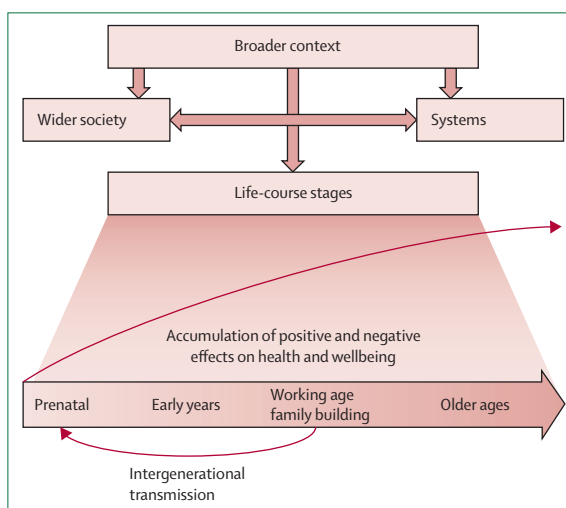 Broader context
Wider society
Systems
Life-course stages
Accumulation of positive and negative
effects on health and wellbeing
Prenatal
Early years
Working age
family building
Older ages
Intergenerational
transmission